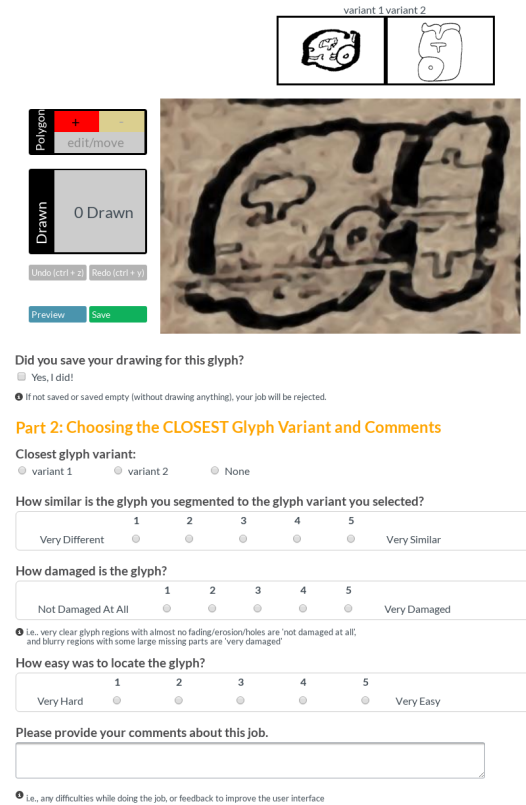 variant 1 variant 2
Polygon
+ -
edit/move
Drawn
0 Drawn
Undo (ctrl + z) Redo (ctrl + y)
Preview Save
Did you save your drawing for this glyph?
Yes, I did!
If not saved or saved empty (without drawing anything), your job will be rejected.
Part 2: Choosing the CLOSEST Glyph Variant and Comments
Closest glyph variant:
variant 1 variant 2 None
How similar is the glyph you segmented to the glyph variant you selected?
1 2 3 4 5
Very Different Very Similar
How damaged is the glyph?
1 2 3 4 5
Not Damaged At All Very Damaged
i.e.. very clear glyph regions with almost no fading/erosion/holes are 'not damaged at all',
and blurry regions with some large missing parts are 'very damaged'
How easy was to locate the glyph?
1 2 3 4 5
Very Hard Very Easy
Please provide your comments about this job.
i.e., any difficulties while doing the job, or feedback to improve the user interface